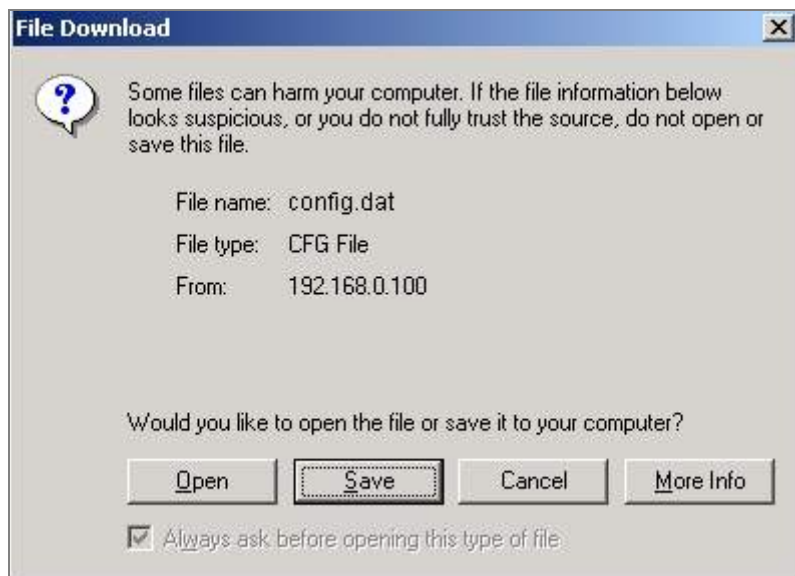 File Download
Some files can harm your computer. If the file information below
looks suspicious, or you do not fully trust the source, do not open or
save this file.
File name: config.dat
File type: CFG File
From: 192.168.0.100
Would you like to open the file or save it to your computer?
Open Save Cancel More Info
Always ask before opening this type of file